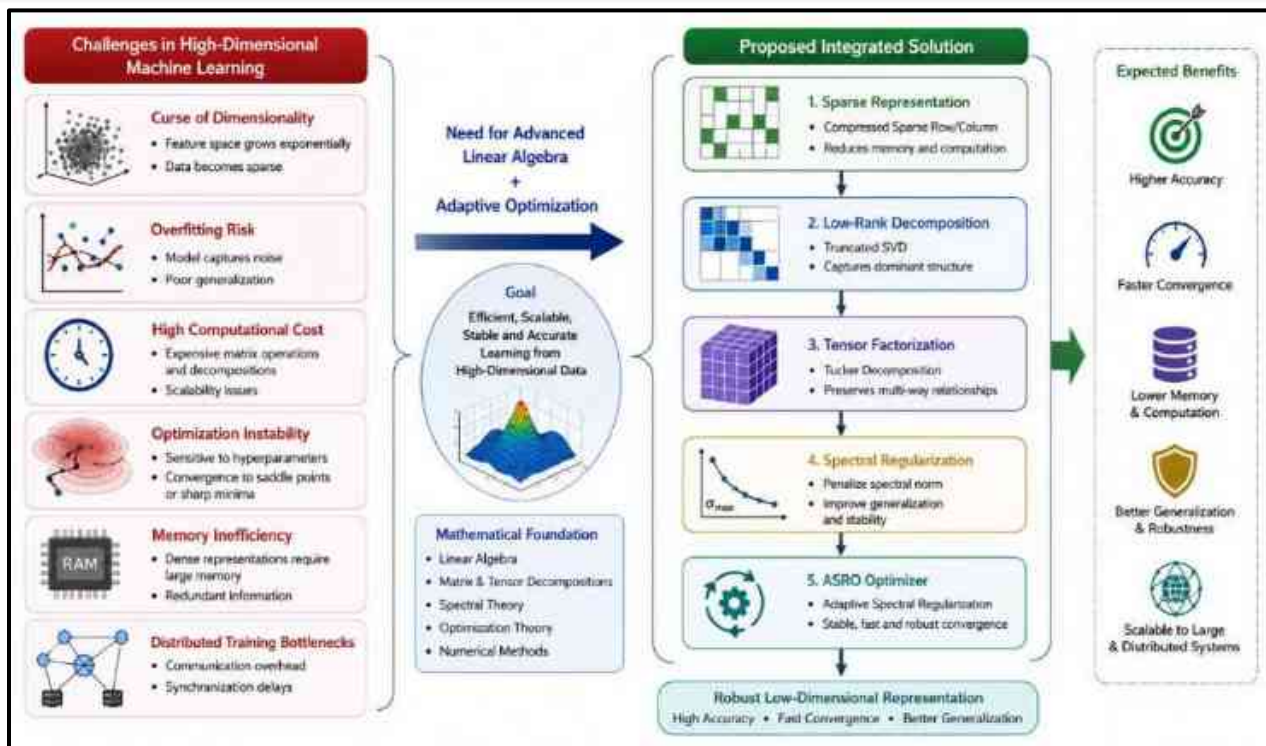 Challenges in High-Dimensional
Machine Learning
Curse of Dimensionality
• Feature space grows exponentially
• Data becomes sparse
Overfitting Risk
• Model captures noise
• Poor generalization
High Computational Cost
• Expensive matrix operations
and decompositions
• Scalability issues
Optimization Instability
• Sensitive to hyperparameters
• Convergence to saddle points
or sharp minima
RAM
Memory Inefficiency
• Dense representations require
large memory
• Redundant information
Distributed Training Bottlenecks
• Communication overhead
• Synchranization delays
Need for Advanced
Linear Algebra
+
Adaptive Optimization
Goal
Efficient, Scalable,
Stable and Accurate
Learning from
High-Dimensional Data
Mathematical Foundation
• Linear Algebra
• Matrix & Tensor Decompositions
• Spectral Theory
• Optimization Theory
• Numerical Methods
Proposed Integrated Solution
1. Sparse Representation
• Compressed Sparse Row/Column
• Reduces memory and computation
2. Low-Rank Decomposition
• Truncated SVD
• Captures dominant structure
3. Tensor Factorization
• Tucker Decomposition
• Preserves multi-way relationships
σmax
4. Spectral Regularization
• Penalize spectral norm
• Improve generalization
and stability
5. ASRO Optimizer
• Adaptive Spectral Regularization
• Stable, fast and robust convergence
Robust Low-Dimensional Representation
High Accuracy • Fast Convergence • Better Generalization
Expected Benefits
Higher Accuracy
Faster Convergence
Lower Memory
& Computation
Better Generalization
& Robustness
Scalable to Large
& Distributed Systems